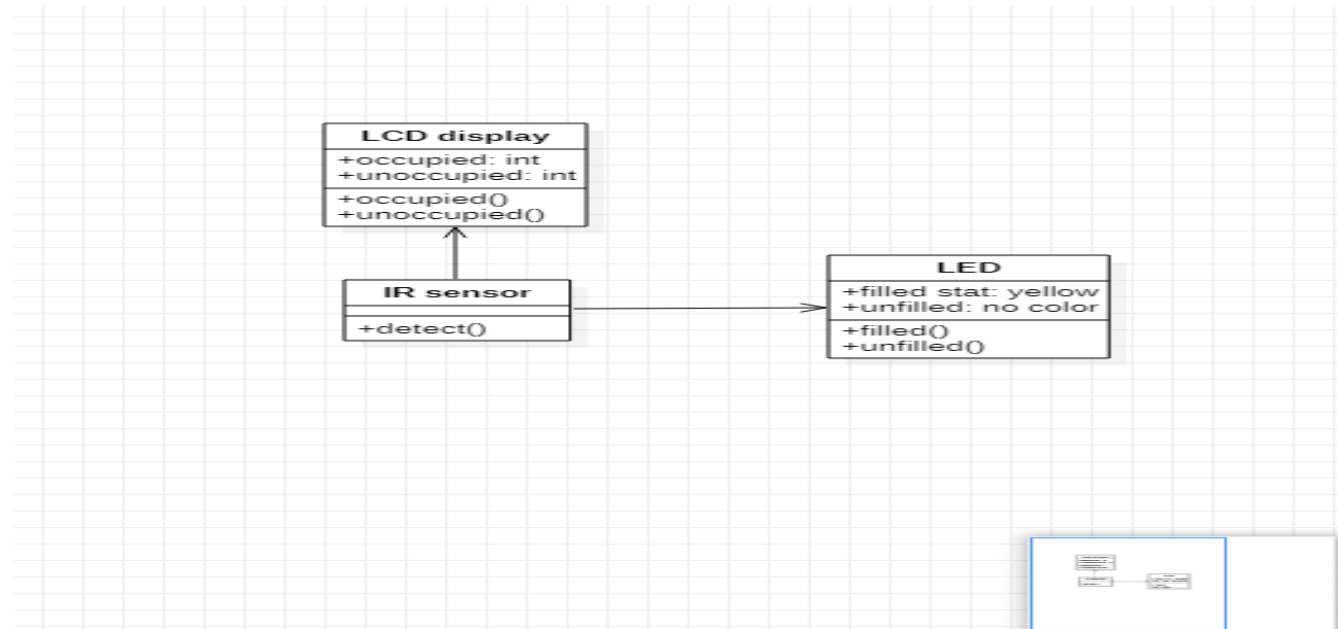 LCD display
+occupied: int
+unoccupied: int
+occupied()
+unoccupied()
IR sensor
+detect()
LED
+filled stat: yellow
+unfilled: no color
+filled()
+unfilled()